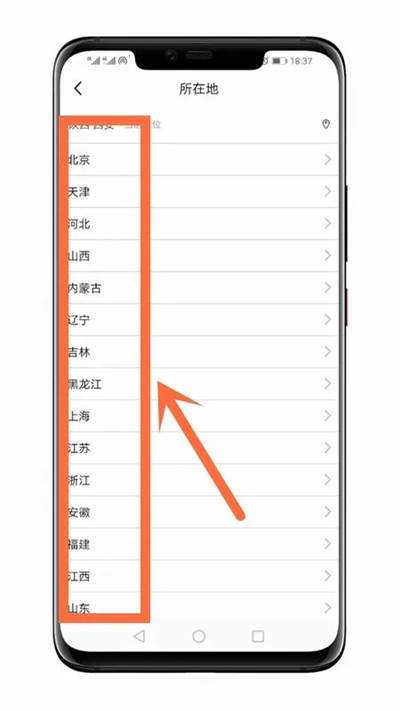 18:37
所在地
陕西 西安
北京
天津
河北
山西
内蒙古
辽宁
吉林
黑龙江
上海
江苏
浙江
安徽
福建
江西
山东